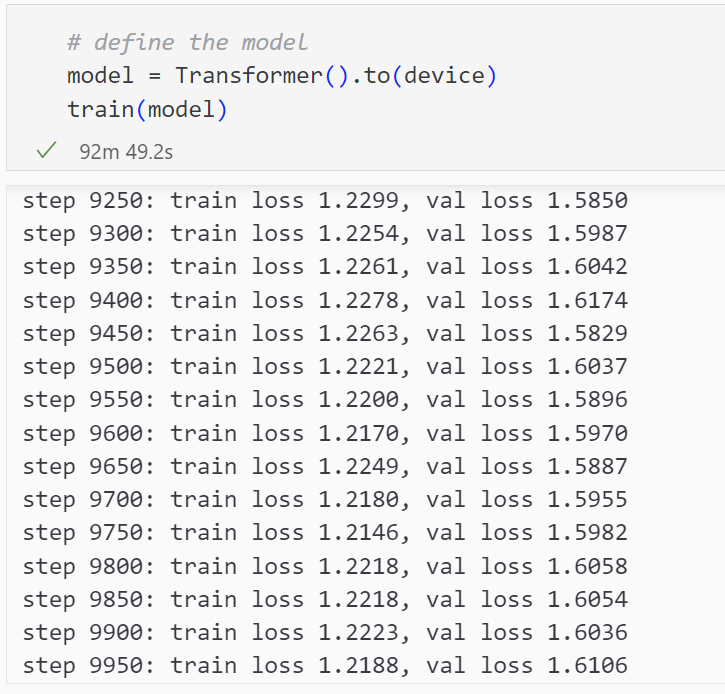 # define the model
model = Transformer().to(device)
train(model)
92m 49.2s
step 9250: train loss 1.2299, val loss 1.5850
step 9300: train loss 1.2254, val loss 1.5987
step 9350: train loss 1.2261, val loss 1.6042
step 9400: train loss 1.2278, val loss 1.6174
step 9450: train loss 1.2263, val loss 1.5829
step 9500: train loss 1.2221, val loss 1.6037
step 9550: train loss 1.2200, val loss 1.5896
step 9600: train loss 1.2170, val loss 1.5970
step 9650: train loss 1.2249, val loss 1.5887
step 9700: train loss 1.2180, val loss 1.5955
step 9750: train loss 1.2146, val loss 1.5982
step 9800: train loss 1.2218, val loss 1.6058
step 9850: train loss 1.2218, val loss 1.6054
step 9900: train loss 1.2223, val loss 1.6036
step 9950: train loss 1.2188, val loss 1.6106